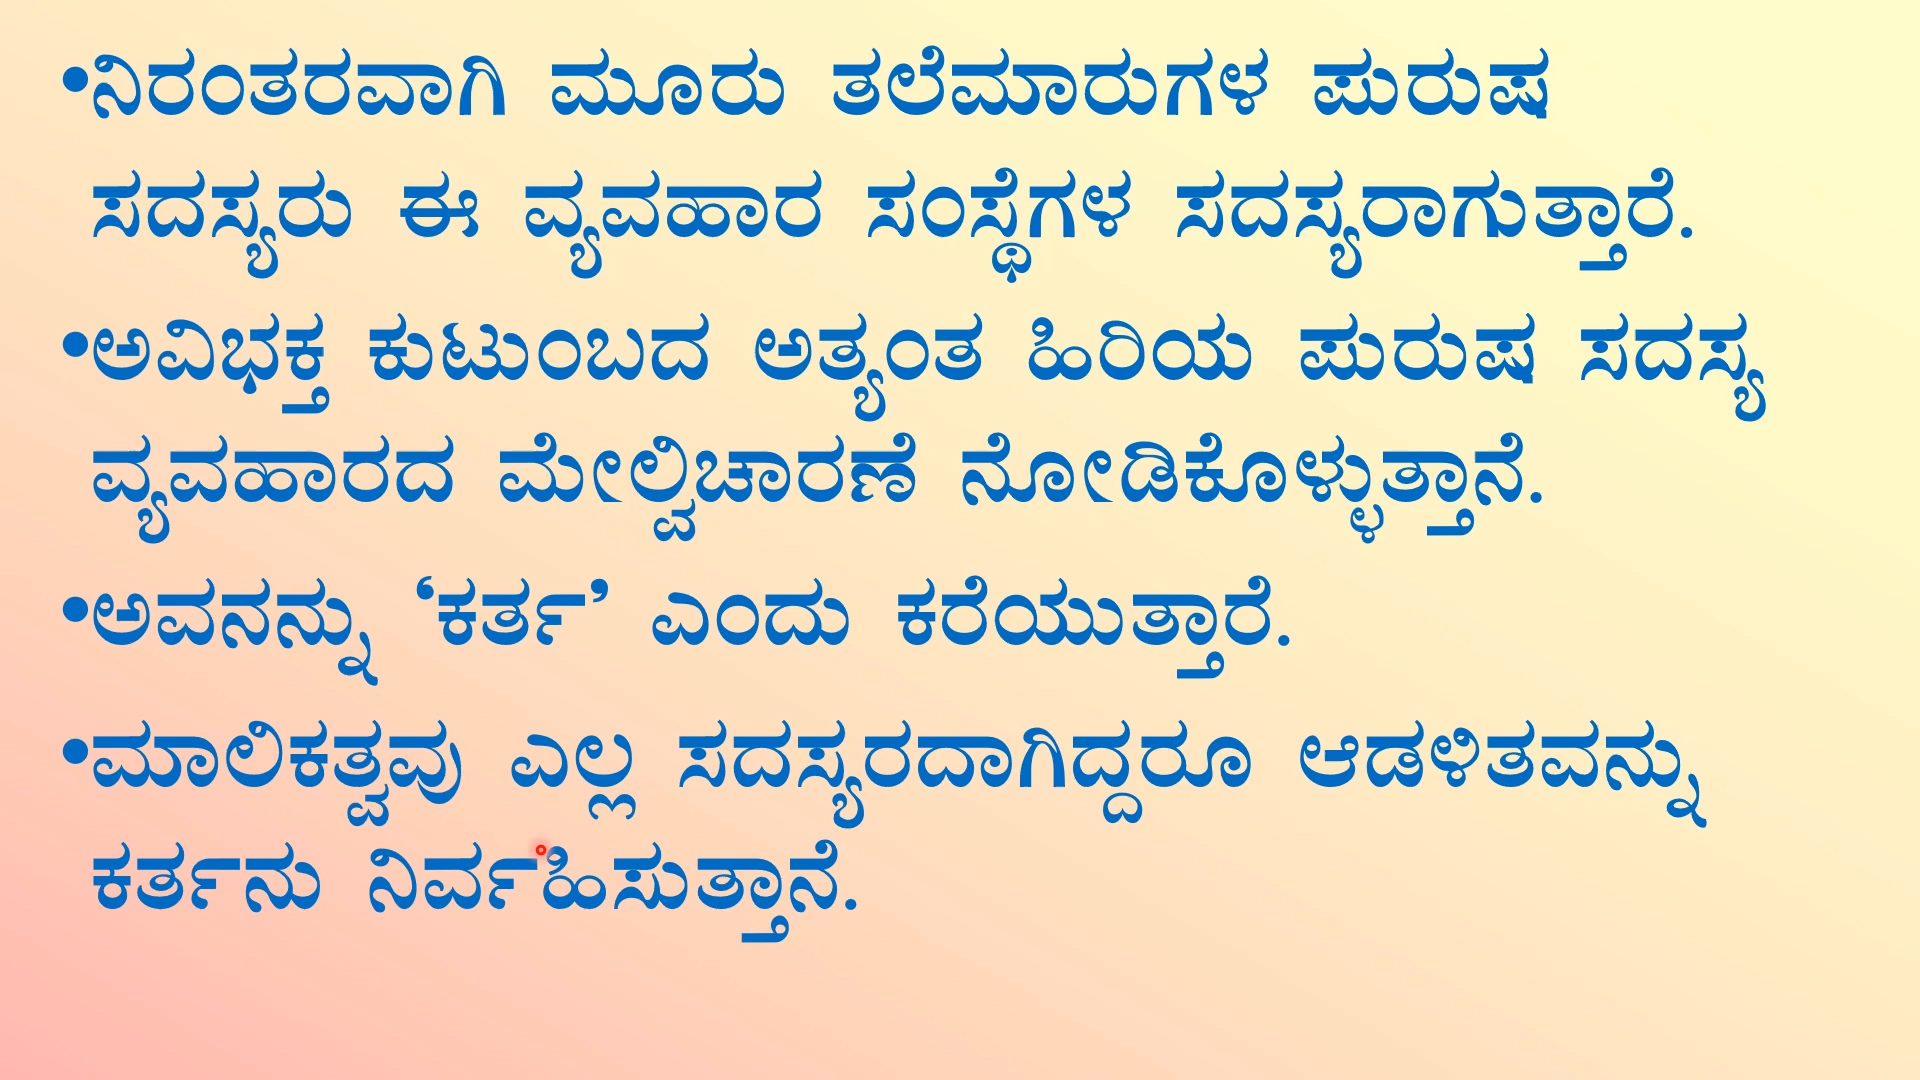 •ನಿರಂತರವಾಗಿ ಮೂರು ತಲೆಮಾರುಗಳ ಪುರುಷ
ಸದಸ್ಯರು ಈ ವ್ಯವಹಾರ ಸಂಸ್ಥೆಗಳ ಸದಸ್ಯರಾಗುತ್ತಾರೆ.
•ಅವಿಭಕ್ತ ಕುಟುಂಬದ ಅತ್ಯಂತ ಹಿರಿಯ ಪುರುಷ ಸದಸ್ಯ
ವ್ಯವಹಾರದ ಮೇಲ್ವಿಚಾರಣೆ ನೋಡಿಕೊಳ್ಳುತ್ತಾನೆ.
•ಅವನನ್ನು ‘ಕರ್ತ’ ಎಂದು ಕರೆಯುತ್ತಾರೆ.
•ಮಾಲಿಕತ್ವವು ಎಲ್ಲ ಸದಸ್ಯರದಾಗಿದ್ದರೂ ಆಡಳಿತವನ್ನು
ಕರ್ತನು ನಿರ್ವಹಿಸುತ್ತಾನೆ.